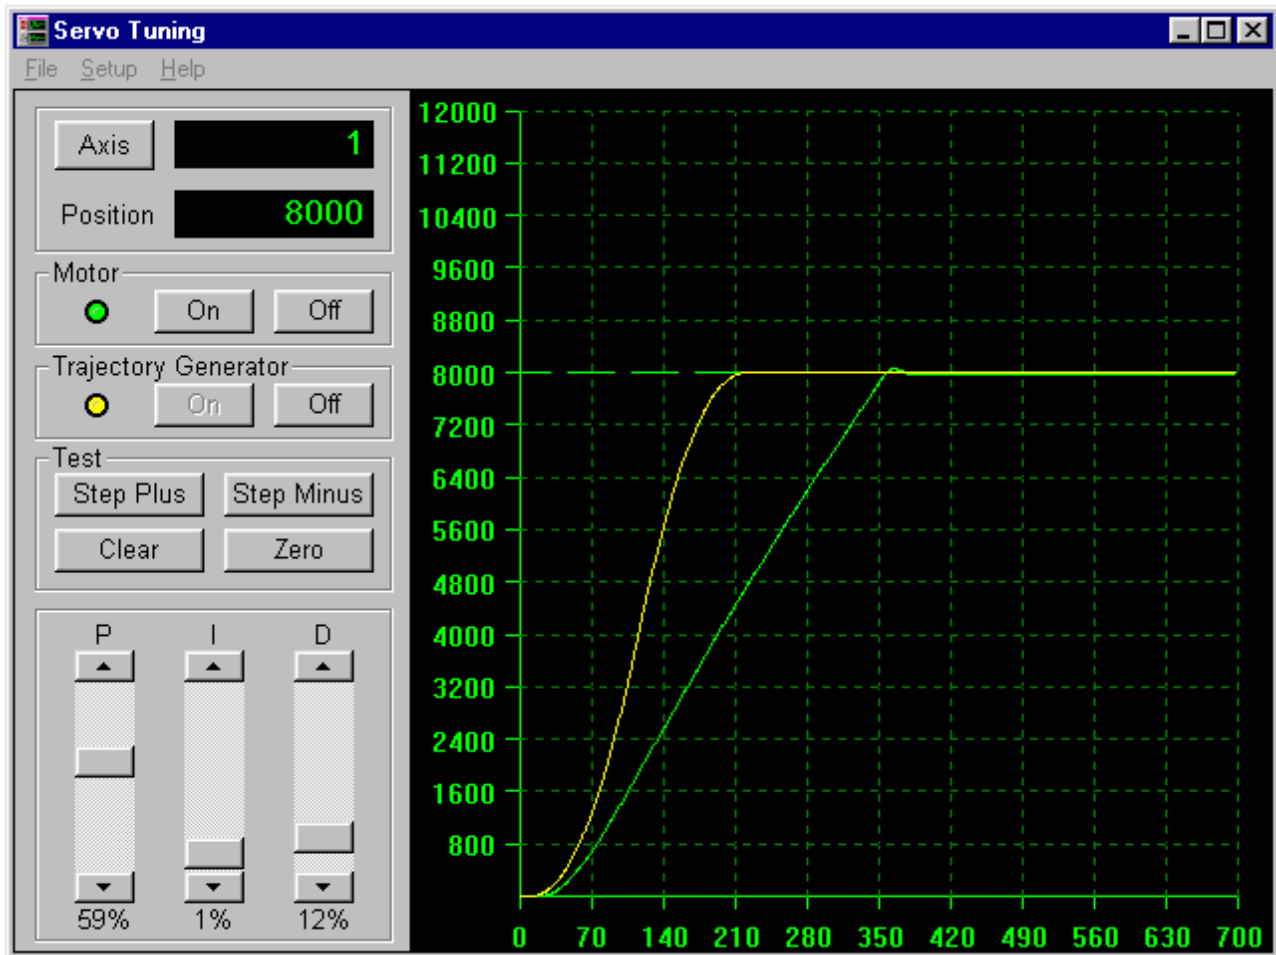 Servo Tuning
File Setup Help
Axis 1
Position 8000
Motor
On Off
Trajectory Generator
On Off
Test
Step Plus Step Minus
Clear Zero
P I D
59% 1% 12%
12000
11200
10400
9600
8800
8000
7200
6400
5600
4800
4000
3200
2400
1600
800
0 70 140 210 280 350 420 490 560 630 700